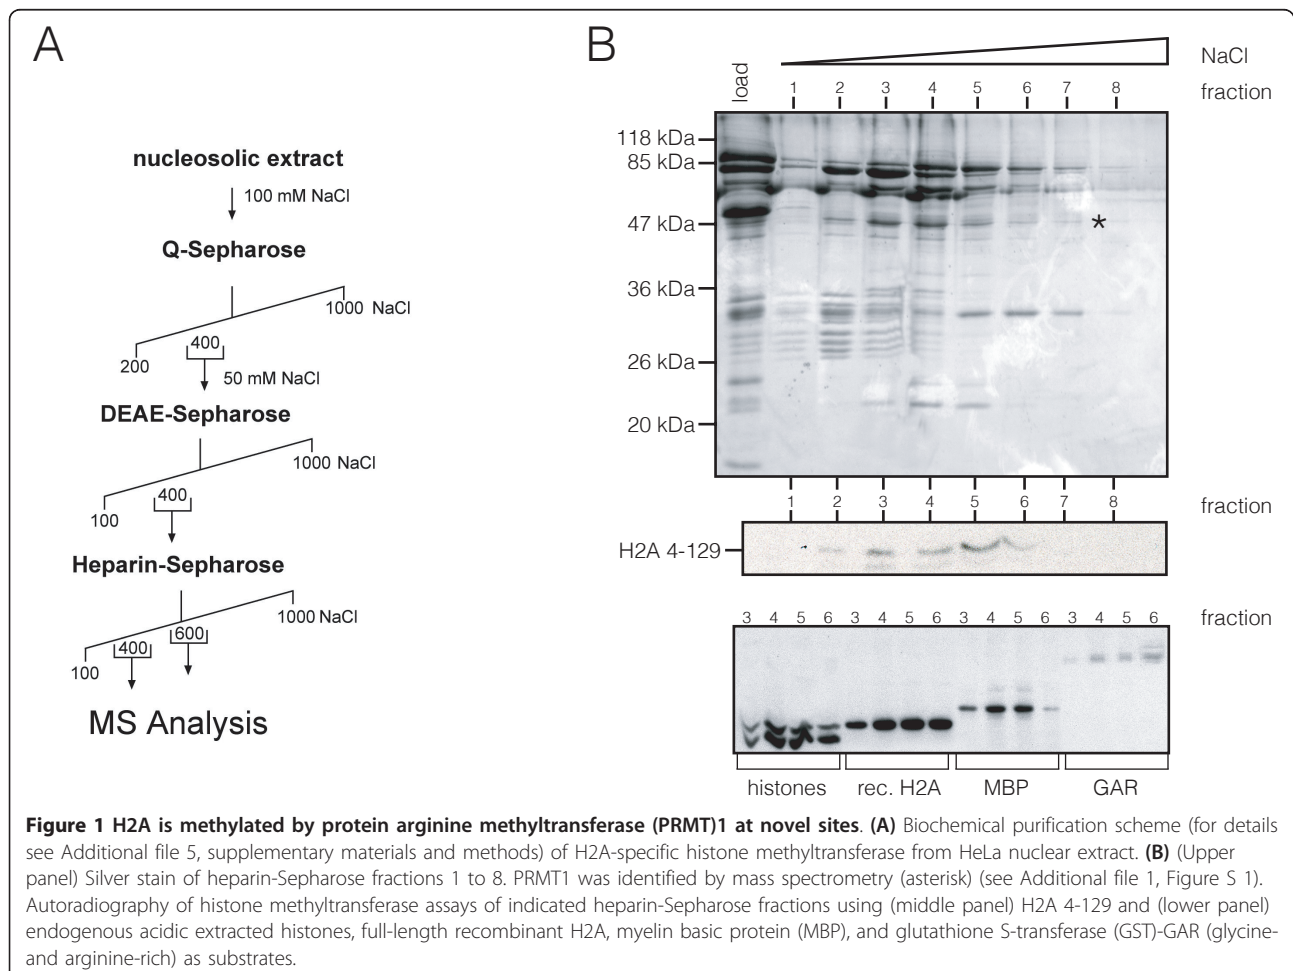 A
nucleosolic extract
100 mM NaCl
Q-Sepharose
1000 NaCl
400
200
50 mM NaCl
DEAE-Sepharose
1000 NaCl
400
100
Heparin-Sepharose
1000 NaCl
600
400
100
MS Analysis
B
NaCl
load
1 2 3 4 5 6 7 8 fraction
118 kDa
85 kDa
47 kDa
*
36 kDa
26 kDa
20 kDa
1 2 3 4 5 6 7 8 fraction
H2A 4-129
3 4 5 6 3 4 5 6 3 4 5 6 3 4 5 6 fraction
histones rec. H2A MBP GAR
Figure 1 H2A is methylated by protein arginine methyltransferase (PRMT)1 at novel sites. (A) Biochemical purification scheme (for details
see Additional file 5, supplementary materials and methods) of H2A-specific histone methyltransferase from HeLa nuclear extract. (B) (Upper
panel) Silver stain of heparin-Sepharose fractions 1 to 8. PRMT1 was identified by mass spectrometry (asterisk) (see Additional file 1, Figure S 1).
Autoradiography of histone methyltransferase assays of indicated heparin-Sepharose fractions using (middle panel) H2A 4-129 and (lower panel)
endogenous acidic extracted histones, full-length recombinant H2A, myelin basic protein (MBP), and glutathione S-transferase (GST)-GAR (glycine-
and arginine-rich) as substrates.